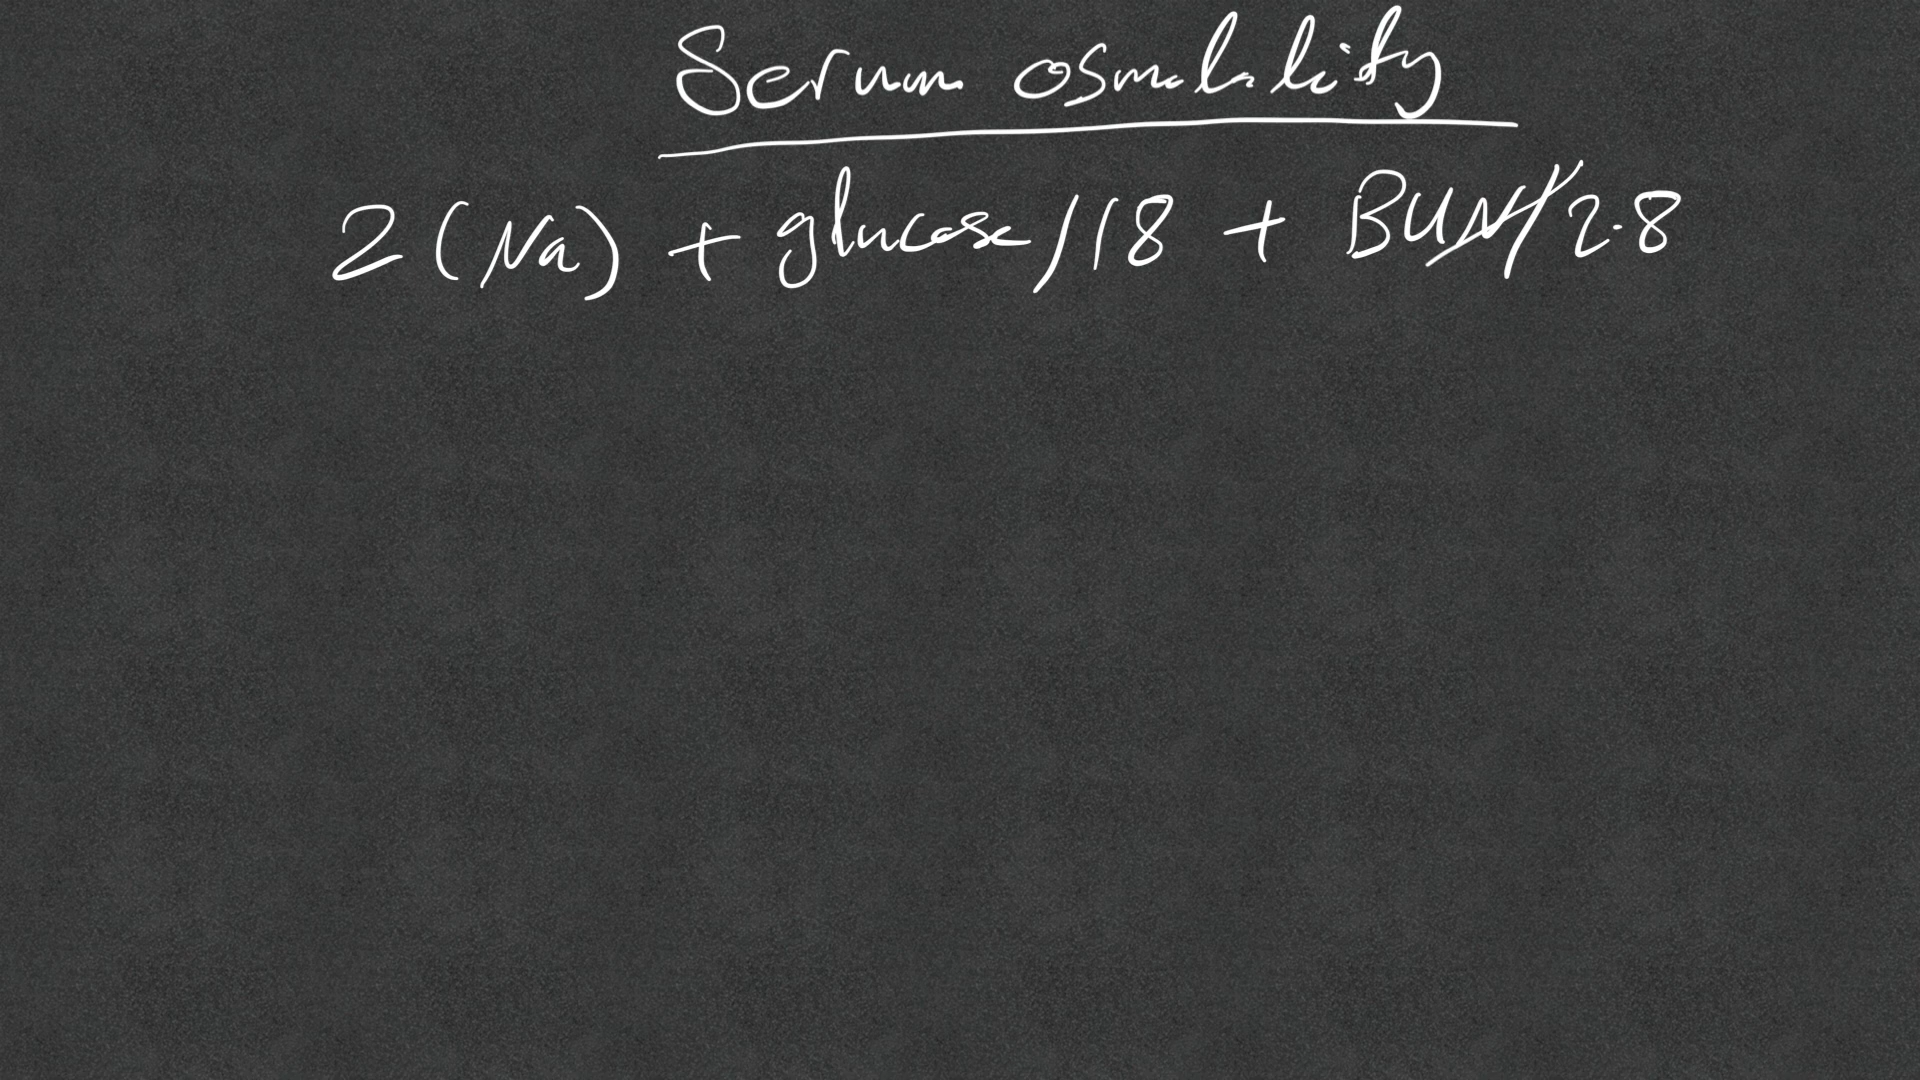 Serum osmolality
2 (Na) + glucose/18 + BUN/2.8